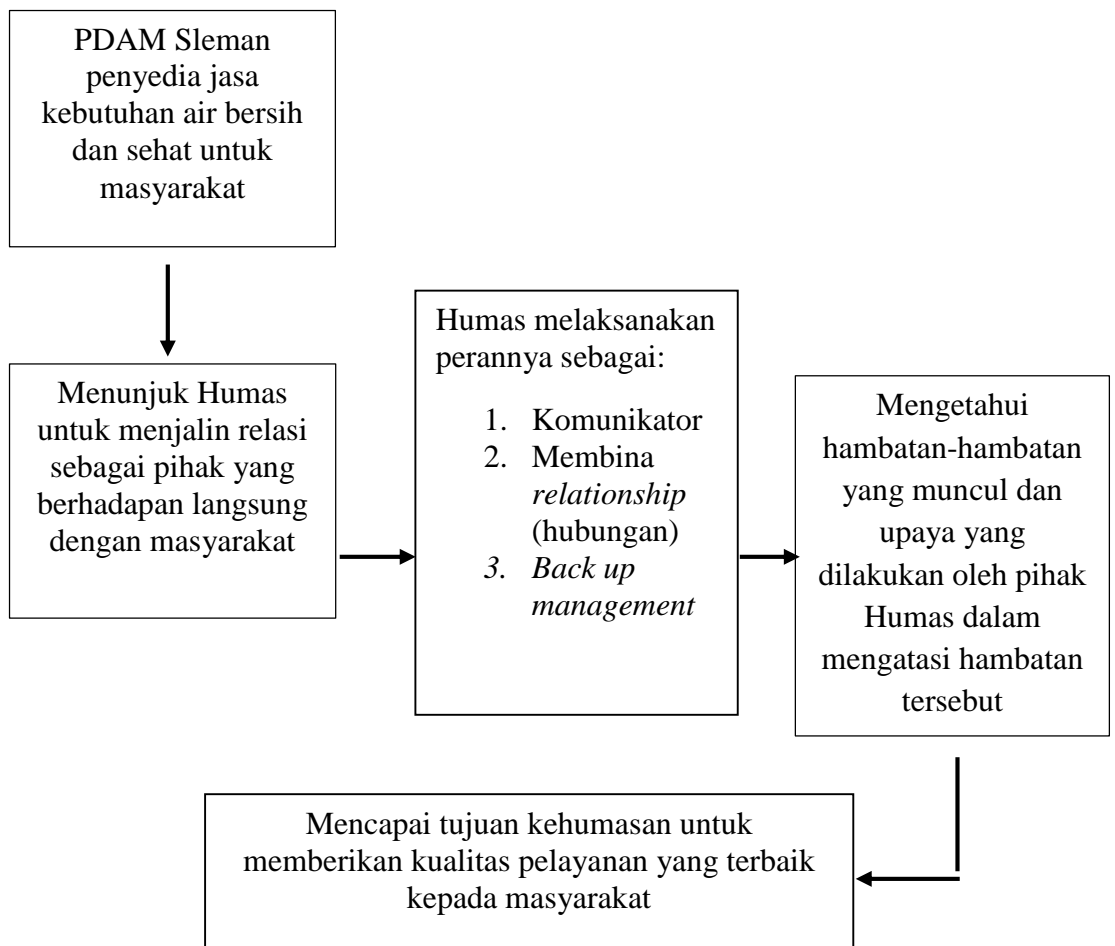 PDAM Sleman
penyedia jasa
kebutuhan air bersih
dan sehat untuk
masyarakat
Menunjuk Humas
untuk menjalin relasi
sebagai pihak yang
berhadapan langsung
dengan masyarakat
Humas melaksanakan
perannya sebagai:
1. Komunikator
2. Membina
relationship
(hubungan)
3. Back up
management
Mengetahui
hambatan-hambatan
yang muncul dan
upaya yang
dilakukan oleh pihak
Humas dalam
mengatasi hambatan
tersebut
Mencapai tujuan kehumasan untuk
memberikan kualitas pelayanan yang terbaik
kepada masyarakat